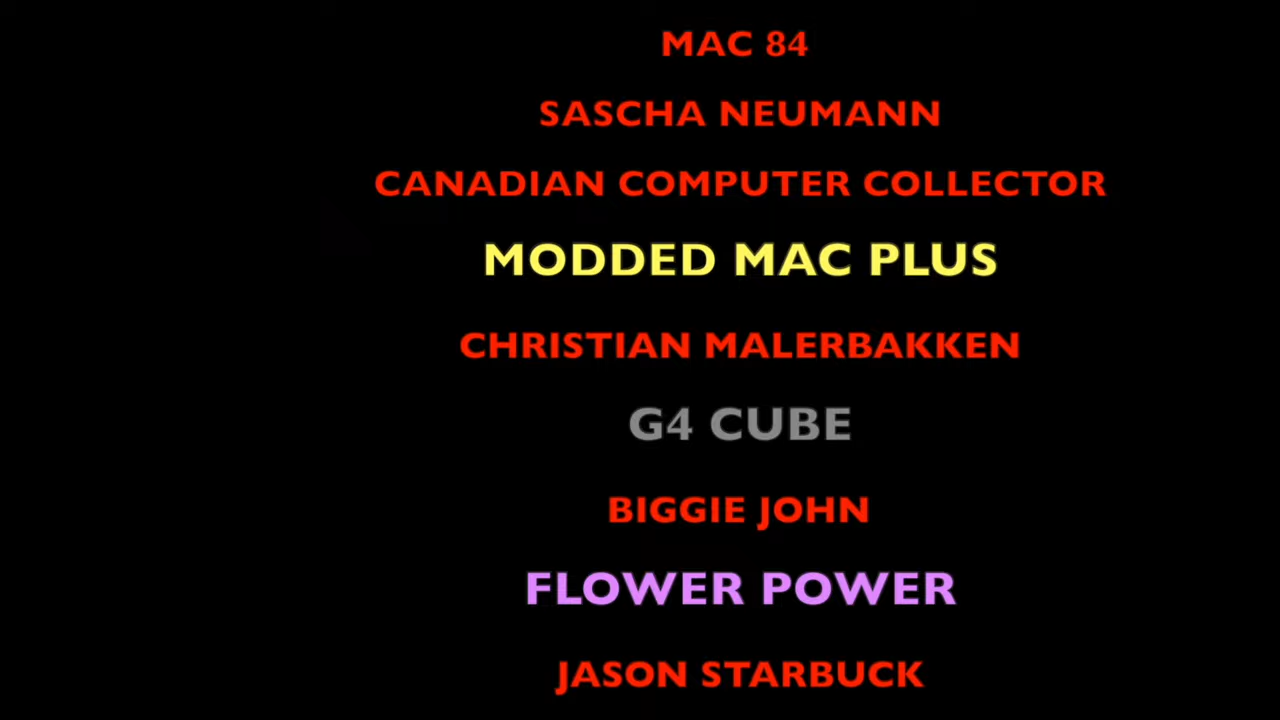 MAC 84
SASCHA NEUMANN
CANADIAN COMPUTER COLLECTOR
MODDED MAC PLUS
CHRISTIAN MALERBAKKEN
G4 CUBE
BIGGIE JOHN
FLOWER POWER
JASON STARBUCK